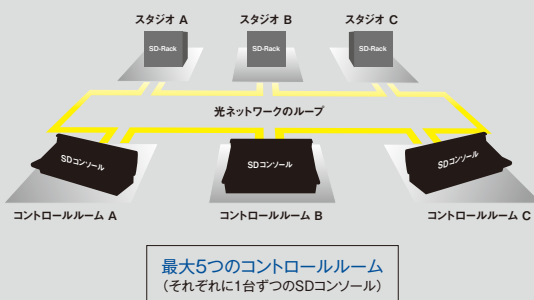 スタジオ A
スタジオ B
スタジオ C
SD-Rack
SD-Rack
SD-Rack
光ネットワークのループ
SDコンソール
SDコンソール
SDコンソール
コントロールルーム A
コントロールルーム B
コントロールルーム C
最大5つのコントロールルーム
(それぞれに1台ずつのSDコンソール)